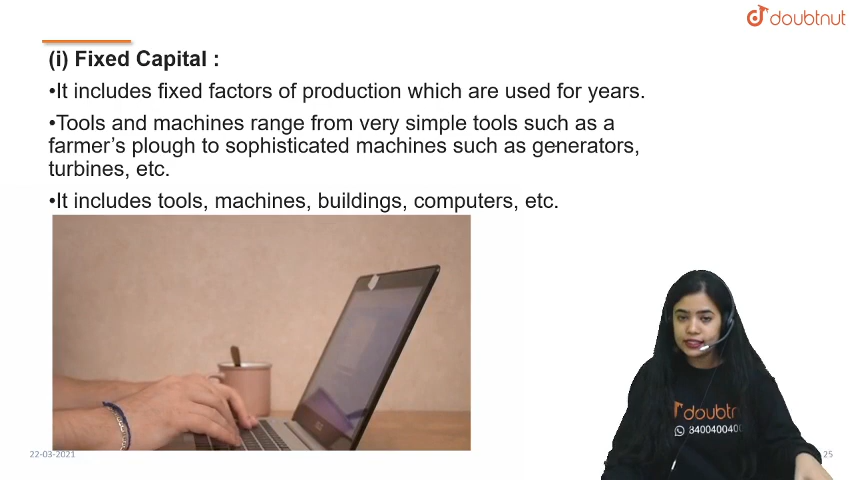 doubtnut
(i) Fixed Capital :
•It includes fixed factors of production which are used for years.
•Tools and machines range from very simple tools such as a
farmer's plough to sophisticated machines such as generators,
turbines, etc.
•It includes tools, machines, buildings, computers, etc.
doubtn
8400400400
22-03-2021
25